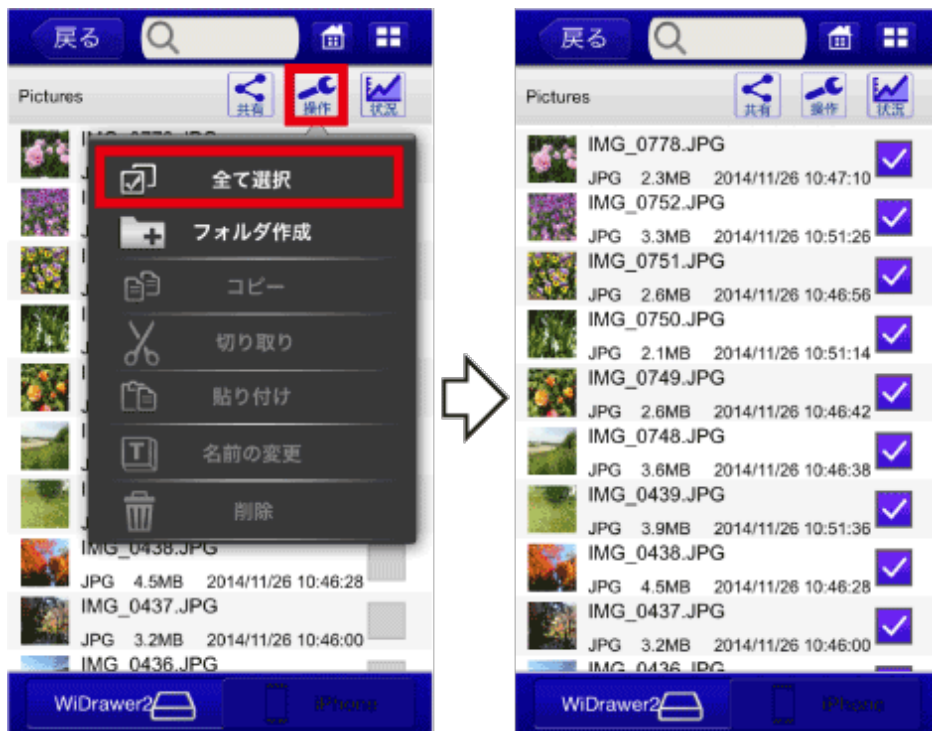 戻る
Pictures
共有
操作
状況
全て選択
フォルダ作成
コピー
切り取り
貼り付け
名前の変更
削除
IMG_0438.JPG
JPG 4.5MB 2014/11/26 10:46:28
IMG_0437.JPG
JPG 3.2MB 2014/11/26 10:46:00
IMG_0436.JPG
WiDrawer2
iPhone
戻る
Pictures
共有
操作
状況
IMG_0778.JPG
JPG 2.3MB 2014/11/26 10:47:10
IMG_0752.JPG
JPG 3.3MB 2014/11/26 10:51:26
IMG_0751.JPG
JPG 2.6MB 2014/11/26 10:46:56
IMG_0750.JPG
JPG 2.1MB 2014/11/26 10:51:14
IMG_0749.JPG
JPG 2.6MB 2014/11/26 10:46:42
IMG_0748.JPG
JPG 3.6MB 2014/11/26 10:46:38
IMG_0439.JPG
JPG 3.9MB 2014/11/26 10:51:36
IMG_0438.JPG
JPG 4.5MB 2014/11/26 10:46:28
IMG_0437.JPG
JPG 3.2MB 2014/11/26 10:46:00
IMG_0436.JPG
WiDrawer2
iPhone